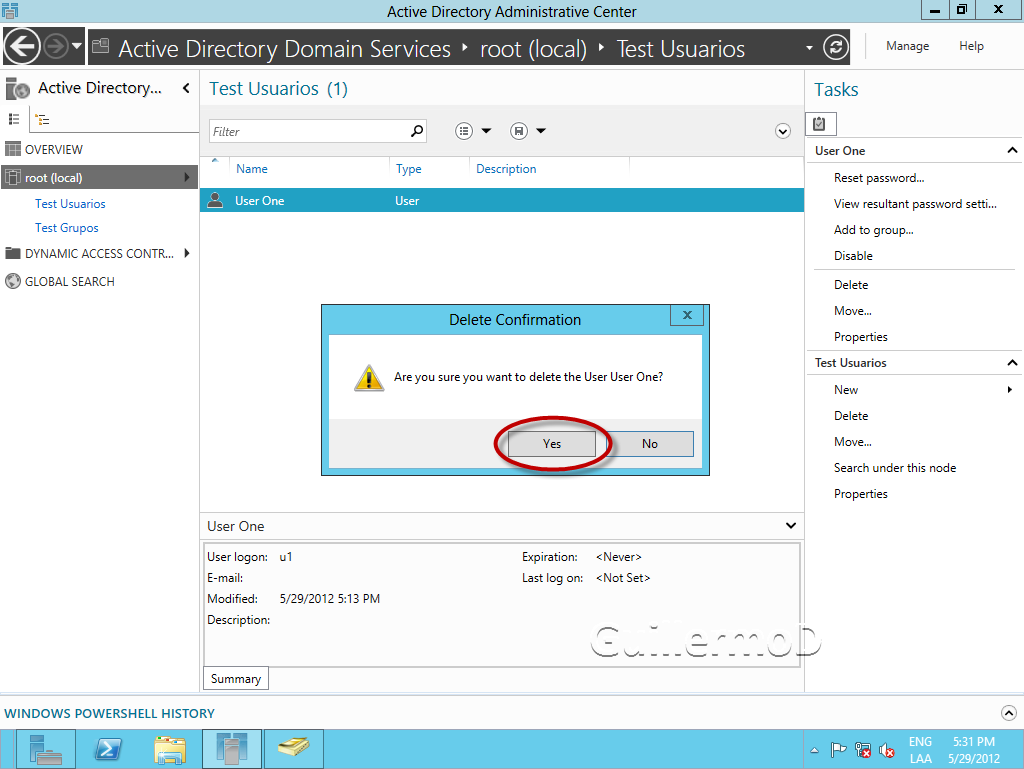 Active Directory Administrative Center
Active Directory Domain Services • root (local) • Test Usuarios
Manage Help
Active Directory...
OVERVIEW
root (local)
Test Usuarios
Test Grupos
DYNAMIC ACCESS CONTR...
GLOBAL SEARCH
Test Usuarios (1)
Filter
Name Type Description
User One User
Delete Confirmation
Are you sure you want to delete the User User One?
Yes No
User One
User logon: u1
E-mail:
Modified: 5/29/2012 5:13 PM
Description:
Expiration: <Never>
Last log on: <Not Set>
GuillermoD
Summary
Tasks
User One
Reset password...
View resultant password setti...
Add to group...
Disable
Delete
Move...
Properties
Test Usuarios
New
Delete
Move...
Search under this node
Properties
WINDOWS POWERSHELL HISTORY
ENG
LAA
5:31 PM
5/29/2012